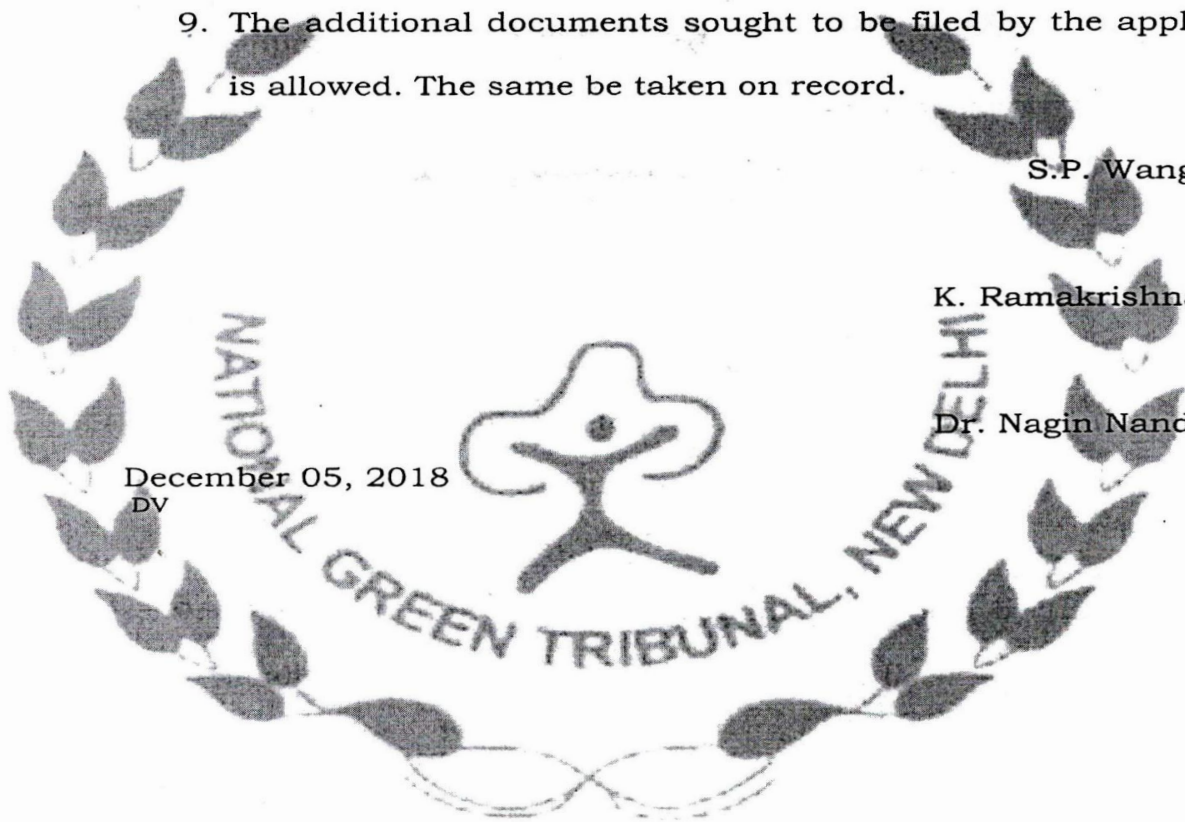 9. The additional documents sought to be filed by the appl
is allowed. The same be taken on record.
S.P. Wang
K. Ramakrishna
Dr. Nagin Nand
December 05, 2018
DV
NATIONAL GREEN TRIBUNAL, NEW DELHI